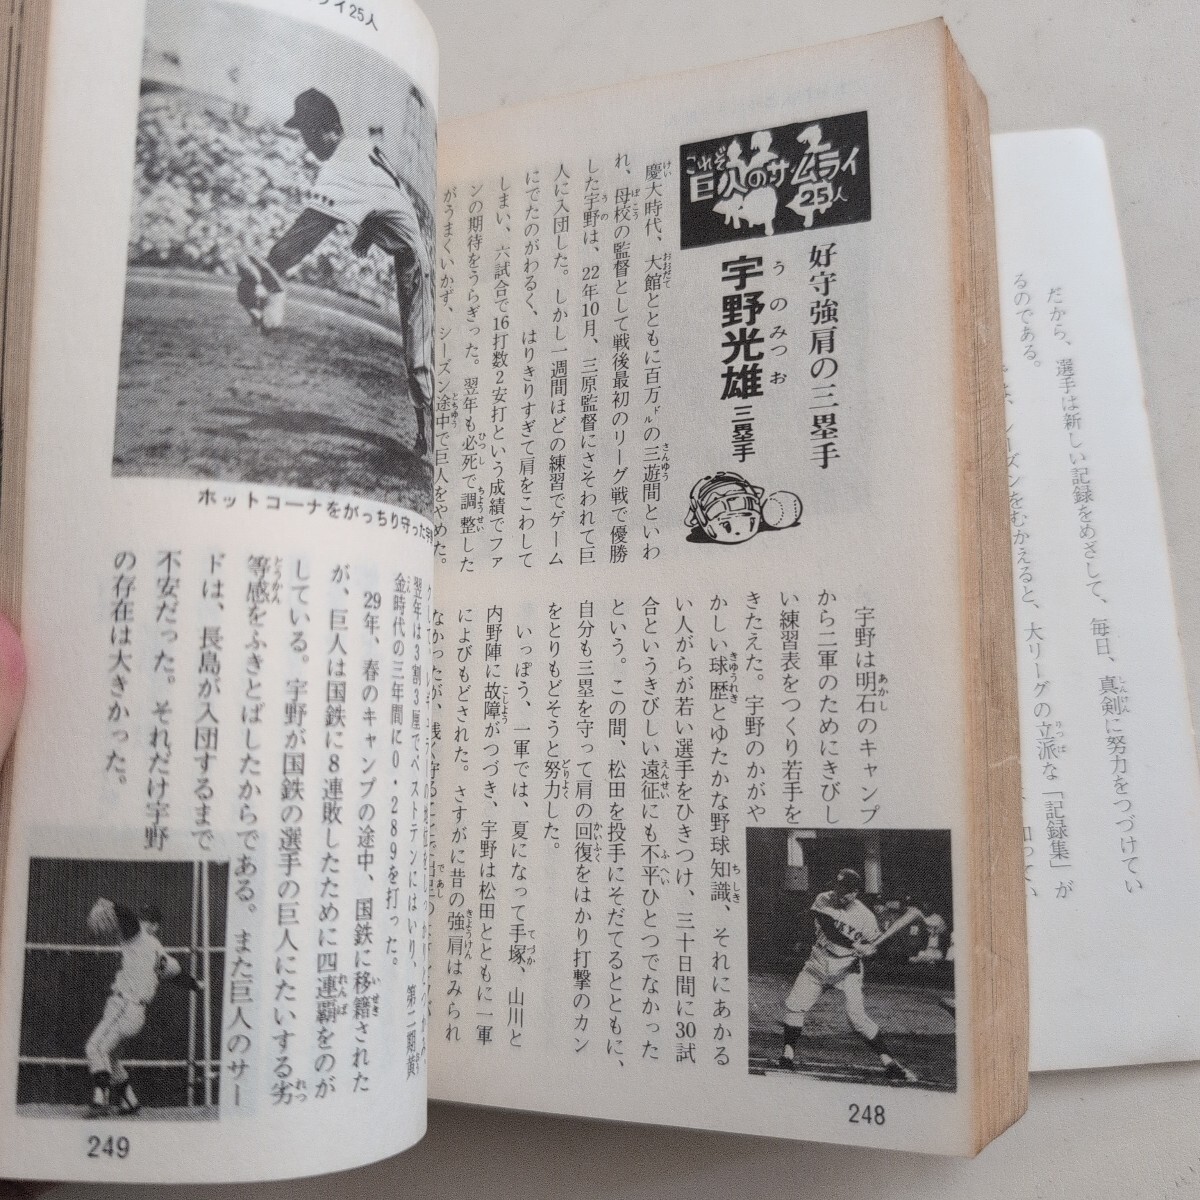 これぞ
巨人のサムライ
25人
好守強肩の三塁手
うのみつお
宇野光雄 三塁手
慶大時代、大館とともに百万ドルの三遊間といわ
れ、母校の監督として戦後最初のリーグ戦で優勝
した宇野は、22年10月、三原監督にさそわれて巨
人に入団した。しかし一週間ほどの練習でゲーム
にでたのがわるく、はりきりすぎて肩をこわして
しまい、六試合で16打数2安打という成績でファ
ンの期待をうらぎった。翌年も必死で調整した
がうまくいかず、シーズン途中で巨人をやめた。
宇野は明石のキャンプ
から二軍のためにきびし
い練習表をつくり若手を
きたえた。宇野のかがや
かしい球歴とゆたかな野球知識、それにあかる
い人がらが若い選手をひきつけ、三十日間に30試
合というきびしい遠征にも不平ひとつでなかった
という。この間、松田を投手にそだてるとともに、
自分も三塁を守って肩の回復をはかり打撃のカン
をとりもどそうと努力した。
いっぽう、一軍では、夏になって手塚、山川と
内野陣に故障がつづき、宇野は松田とともに一軍
によびもどされた。さすがに昔の強肩はみられ
なかったが、浅く守ることで
248
イ25人
ホットコーナをがっちり守った宇
翌年は3割3厘でベストテンにはいり、第二期黄
金時代の三年間に0・289を打った。
29年、春のキャンプの途中、国鉄に移籍された
が、巨人は国鉄に8連敗したために四連覇をのが
している。宇野が国鉄の選手の巨人にたいする劣
等感をふきとばしたからである。また巨人のサー
ドは、長島が入団するまで
不安だった。それだけ宇野
の存在は大きかった。
249
だから、選手は新しい記録をめざして、毎日、真剣に努力をつづけてい
るのである。
シーズンをむかえると、大リーグの立派な「記録集」が